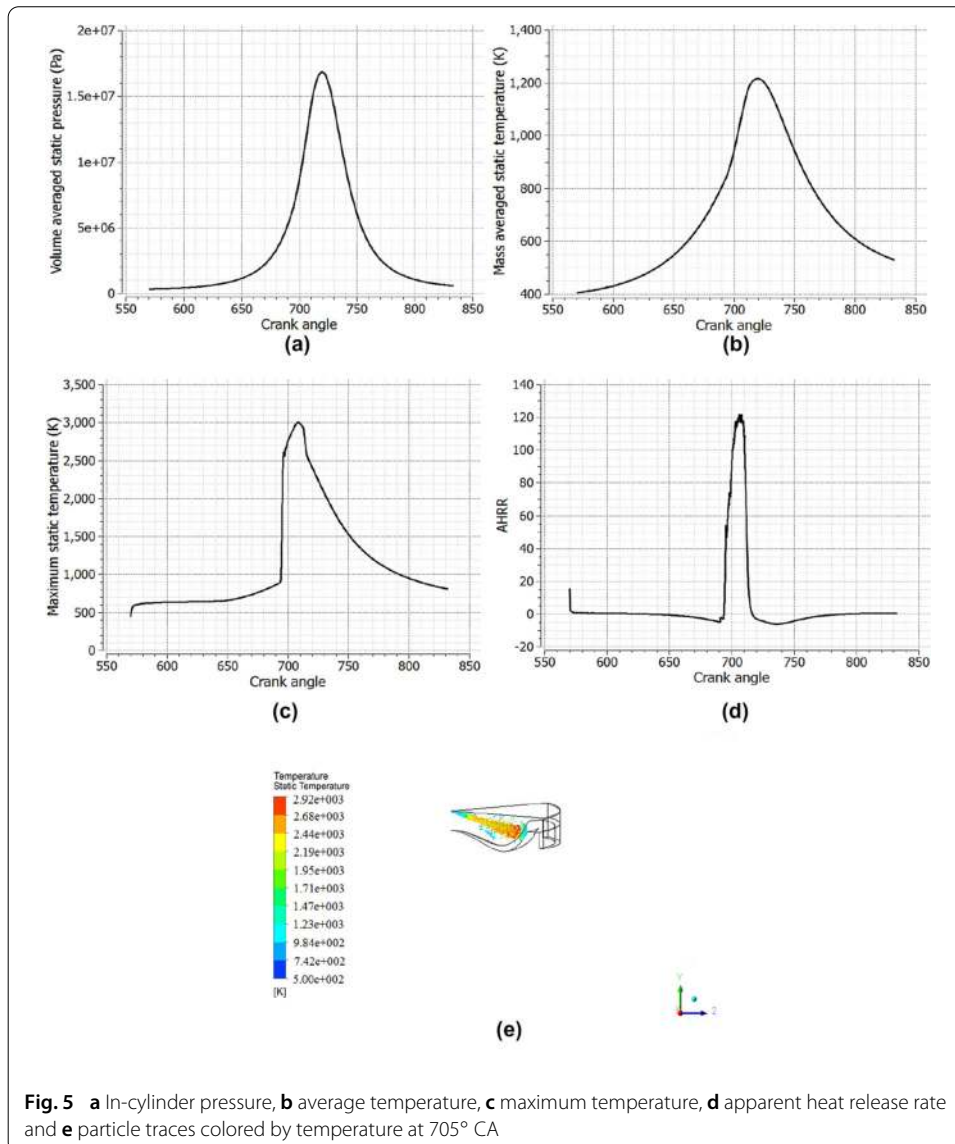 2e+07
1.5e+07
1e+07
5e+06
0
Volume averaged static pressure (Pa)
550 600 650 700 750 800 850
Crank angle
(a)
1,400
1,200
1,000
800
600
400
Mass averaged static temperature (K)
550 600 650 700 750 800 850
Crank angle
(b)
3,500
3,000
2,500
2,000
1,500
1,000
500
0
Maximum static temperature (K)
550 600 650 700 750 800 850
Crank angle
(c)
140
120
100
80
60
40
20
0
-20
AHRR
550 600 650 700 750 800 850
Crank angle
(d)
Temperature
Static Temperature
2.92e+003
2.68e+003
2.44e+003
2.19e+003
1.95e+003
1.71e+003
1.47e+003
1.23e+003
9.84e+002
7.42e+002
5.00e+002
[K]
Y
Z
(e)
Fig. 5 a In-cylinder pressure, b average temperature, c maximum temperature, d apparent heat release rate
and e particle traces colored by temperature at 705° CA